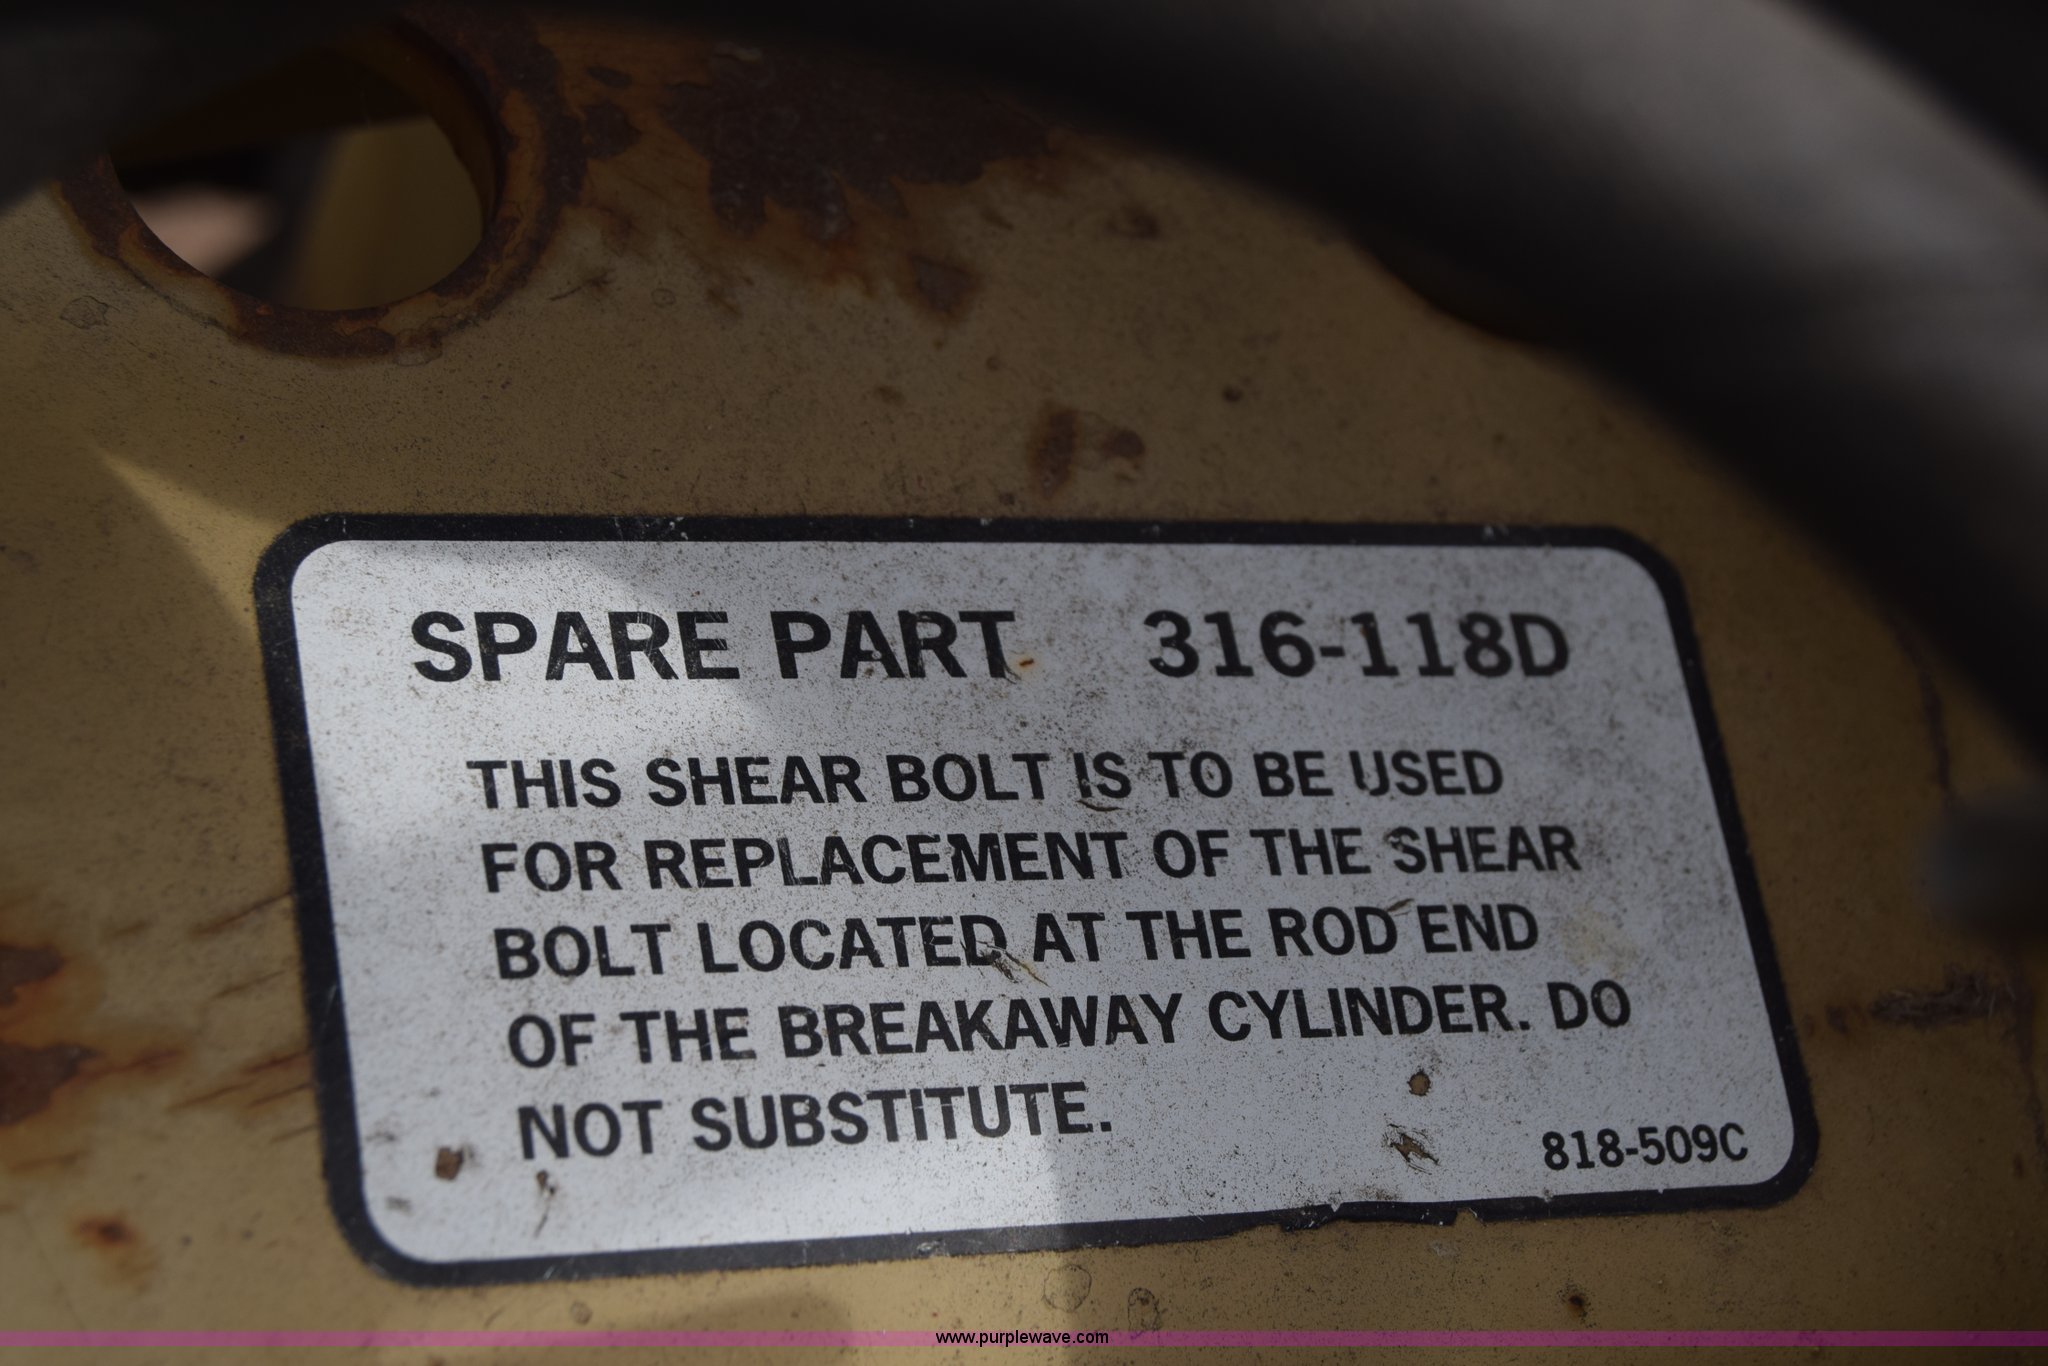 SPARE PART 316-118D
THIS SHEAR BOLT IS TO BE USED
FOR REPLACEMENT OF THE SHEAR
BOLT LOCATED AT THE ROD END
OF THE BREAKAWAY CYLINDER. DO
NOT SUBSTITUTE.
818-509C
www.purplewave.com